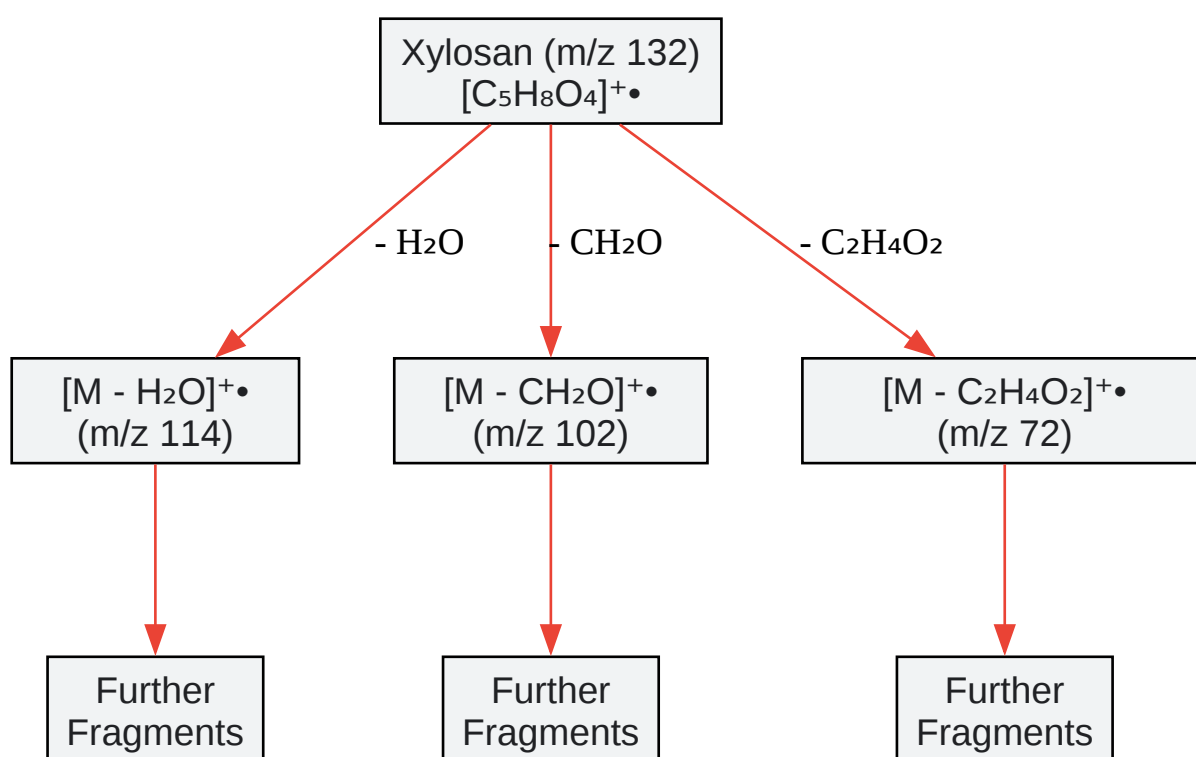 Xylosan (m/z 132)
[C₅H₈O₄]⁺•
- H₂O
- CH₂O
- C₂H₄O₂
[M - H₂O]⁺•
(m/z 114)
[M - CH₂O]⁺•
(m/z 102)
[M - C₂H₄O₂]⁺•
(m/z 72)
Further
Fragments
Further
Fragments
Further
Fragments